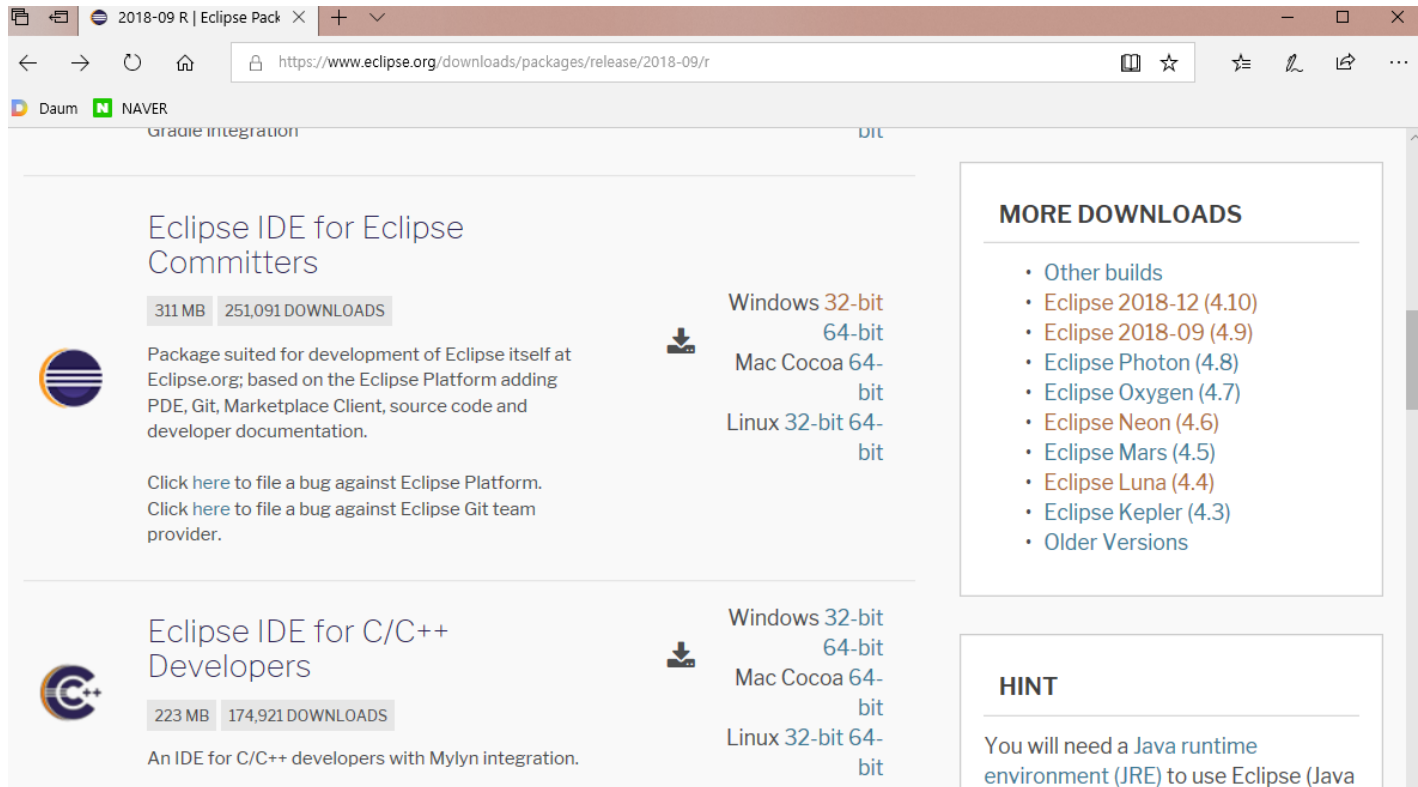 2018-09 R | Eclipse Pack
https://www.eclipse.org/downloads/packages/release/2018-09/r
Daum NAVER
Gradle integration
bit
Eclipse IDE for Eclipse
Committers
311 MB 251,091 DOWNLOADS
Package suited for development of Eclipse itself at
Eclipse.org; based on the Eclipse Platform adding
PDE, Git, Marketplace Client, source code and
developer documentation.
Click here to file a bug against Eclipse Platform.
Click here to file a bug against Eclipse Git team
provider.
Windows 32-bit
64-bit
Mac Cocoa 64-
bit
Linux 32-bit 64-
bit
Eclipse IDE for C/C++
Developers
223 MB 174,921 DOWNLOADS
An IDE for C/C++ developers with Mylyn integration.
Windows 32-bit
64-bit
Mac Cocoa 64-
bit
Linux 32-bit 64-
bit
MORE DOWNLOADS
• Other builds
• Eclipse 2018-12 (4.10)
• Eclipse 2018-09 (4.9)
• Eclipse Photon (4.8)
• Eclipse Oxygen (4.7)
• Eclipse Neon (4.6)
• Eclipse Mars (4.5)
• Eclipse Luna (4.4)
• Eclipse Kepler (4.3)
• Older Versions
HINT
You will need a Java runtime
environment (JRE) to use Eclipse (Java